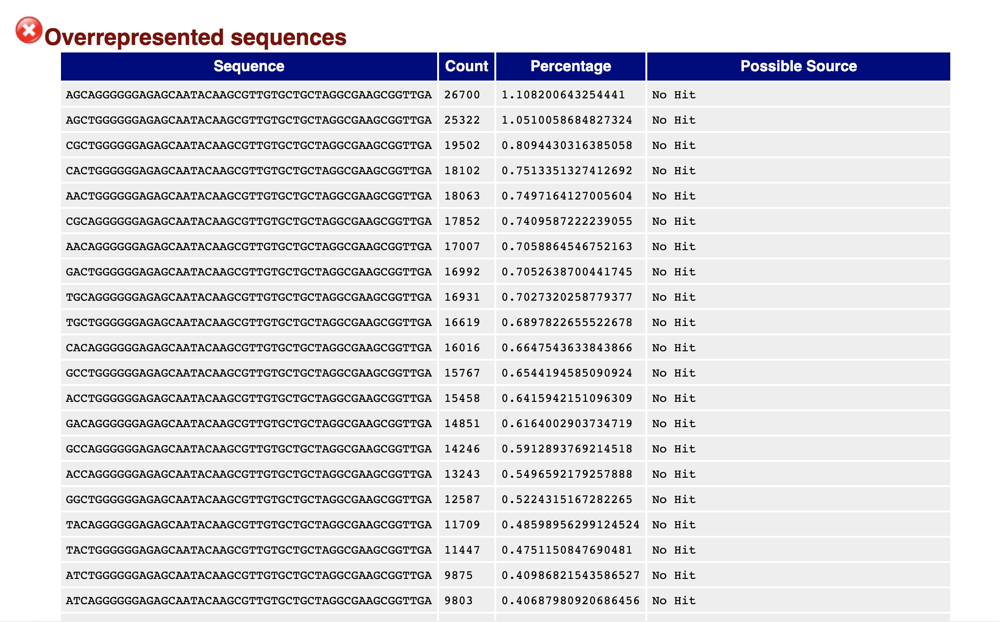 Overrepresented sequences
Sequence Count Percentage Possible Source
AGCAGGGGGGAGAGCAATACAAGCGTTGTGCTGCTAGGCGAAGCGGTTGA 26700 1.108200643254441 No Hit
AGCTGGGGGGAGAGCAATACAAGCGTTGTGCTGCTAGGCGAAGCGGTTGA 25322 1.0510058684827324 No Hit
CGCTGGGGGGAGAGCAATACAAGCGTTGTGCTGCTAGGCGAAGCGGTTGA 19502 0.8094430316385058 No Hit
CACTGGGGGGAGAGCAATACAAGCGTTGTGCTGCTAGGCGAAGCGGTTGA 18102 0.7513351327412692 No Hit
AACTGGGGGGAGAGCAATACAAGCGTTGTGCTGCTAGGCGAAGCGGTTGA 18063 0.7497164127005604 No Hit
CGCAGGGGGGAGAGCAATACAAGCGTTGTGCTGCTAGGCGAAGCGGTTGA 17852 0.7409587222239055 No Hit
AACAGGGGGGAGAGCAATACAAGCGTTGTGCTGCTAGGCGAAGCGGTTGA 17007 0.7058864546752163 No Hit
GACTGGGGGGAGAGCAATACAAGCGTTGTGCTGCTAGGCGAAGCGGTTGA 16992 0.7052638700441745 No Hit
TGCAGGGGGGAGAGCAATACAAGCGTTGTGCTGCTAGGCGAAGCGGTTGA 16931 0.7027320258779377 No Hit
TGCTGGGGGGAGAGCAATACAAGCGTTGTGCTGCTAGGCGAAGCGGTTGA 16619 0.6897822655522678 No Hit
CACAGGGGGGAGAGCAATACAAGCGTTGTGCTGCTAGGCGAAGCGGTTGA 16016 0.6647543633843866 No Hit
GCCTGGGGGGAGAGCAATACAAGCGTTGTGCTGCTAGGCGAAGCGGTTGA 15767 0.6544194585090924 No Hit
ACCTGGGGGGAGAGCAATACAAGCGTTGTGCTGCTAGGCGAAGCGGTTGA 15458 0.6415942151096309 No Hit
GACAGGGGGGAGAGCAATACAAGCGTTGTGCTGCTAGGCGAAGCGGTTGA 14851 0.6164002903734719 No Hit
GCCAGGGGGGAGAGCAATACAAGCGTTGTGCTGCTAGGCGAAGCGGTTGA 14246 0.5912893769214518 No Hit
ACCAGGGGGGAGAGCAATACAAGCGTTGTGCTGCTAGGCGAAGCGGTTGA 13243 0.5496592179257888 No Hit
GGCTGGGGGGAGAGCAATACAAGCGTTGTGCTGCTAGGCGAAGCGGTTGA 12587 0.5224315167282265 No Hit
TACAGGGGGGAGAGCAATACAAGCGTTGTGCTGCTAGGCGAAGCGGTTGA 11709 0.48598956299124524 No Hit
TACTGGGGGGAGAGCAATACAAGCGTTGTGCTGCTAGGCGAAGCGGTTGA 11447 0.4751150847690481 No Hit
ATCTGGGGGGAGAGCAATACAAGCGTTGTGCTGCTAGGCGAAGCGGTTGA 9875 0.40986821543586527 No Hit
ATCAGGGGGGAGAGCAATACAAGCGTTGTGCTGCTAGGCGAAGCGGTTGA 9803 0.40687980920686456 No Hit